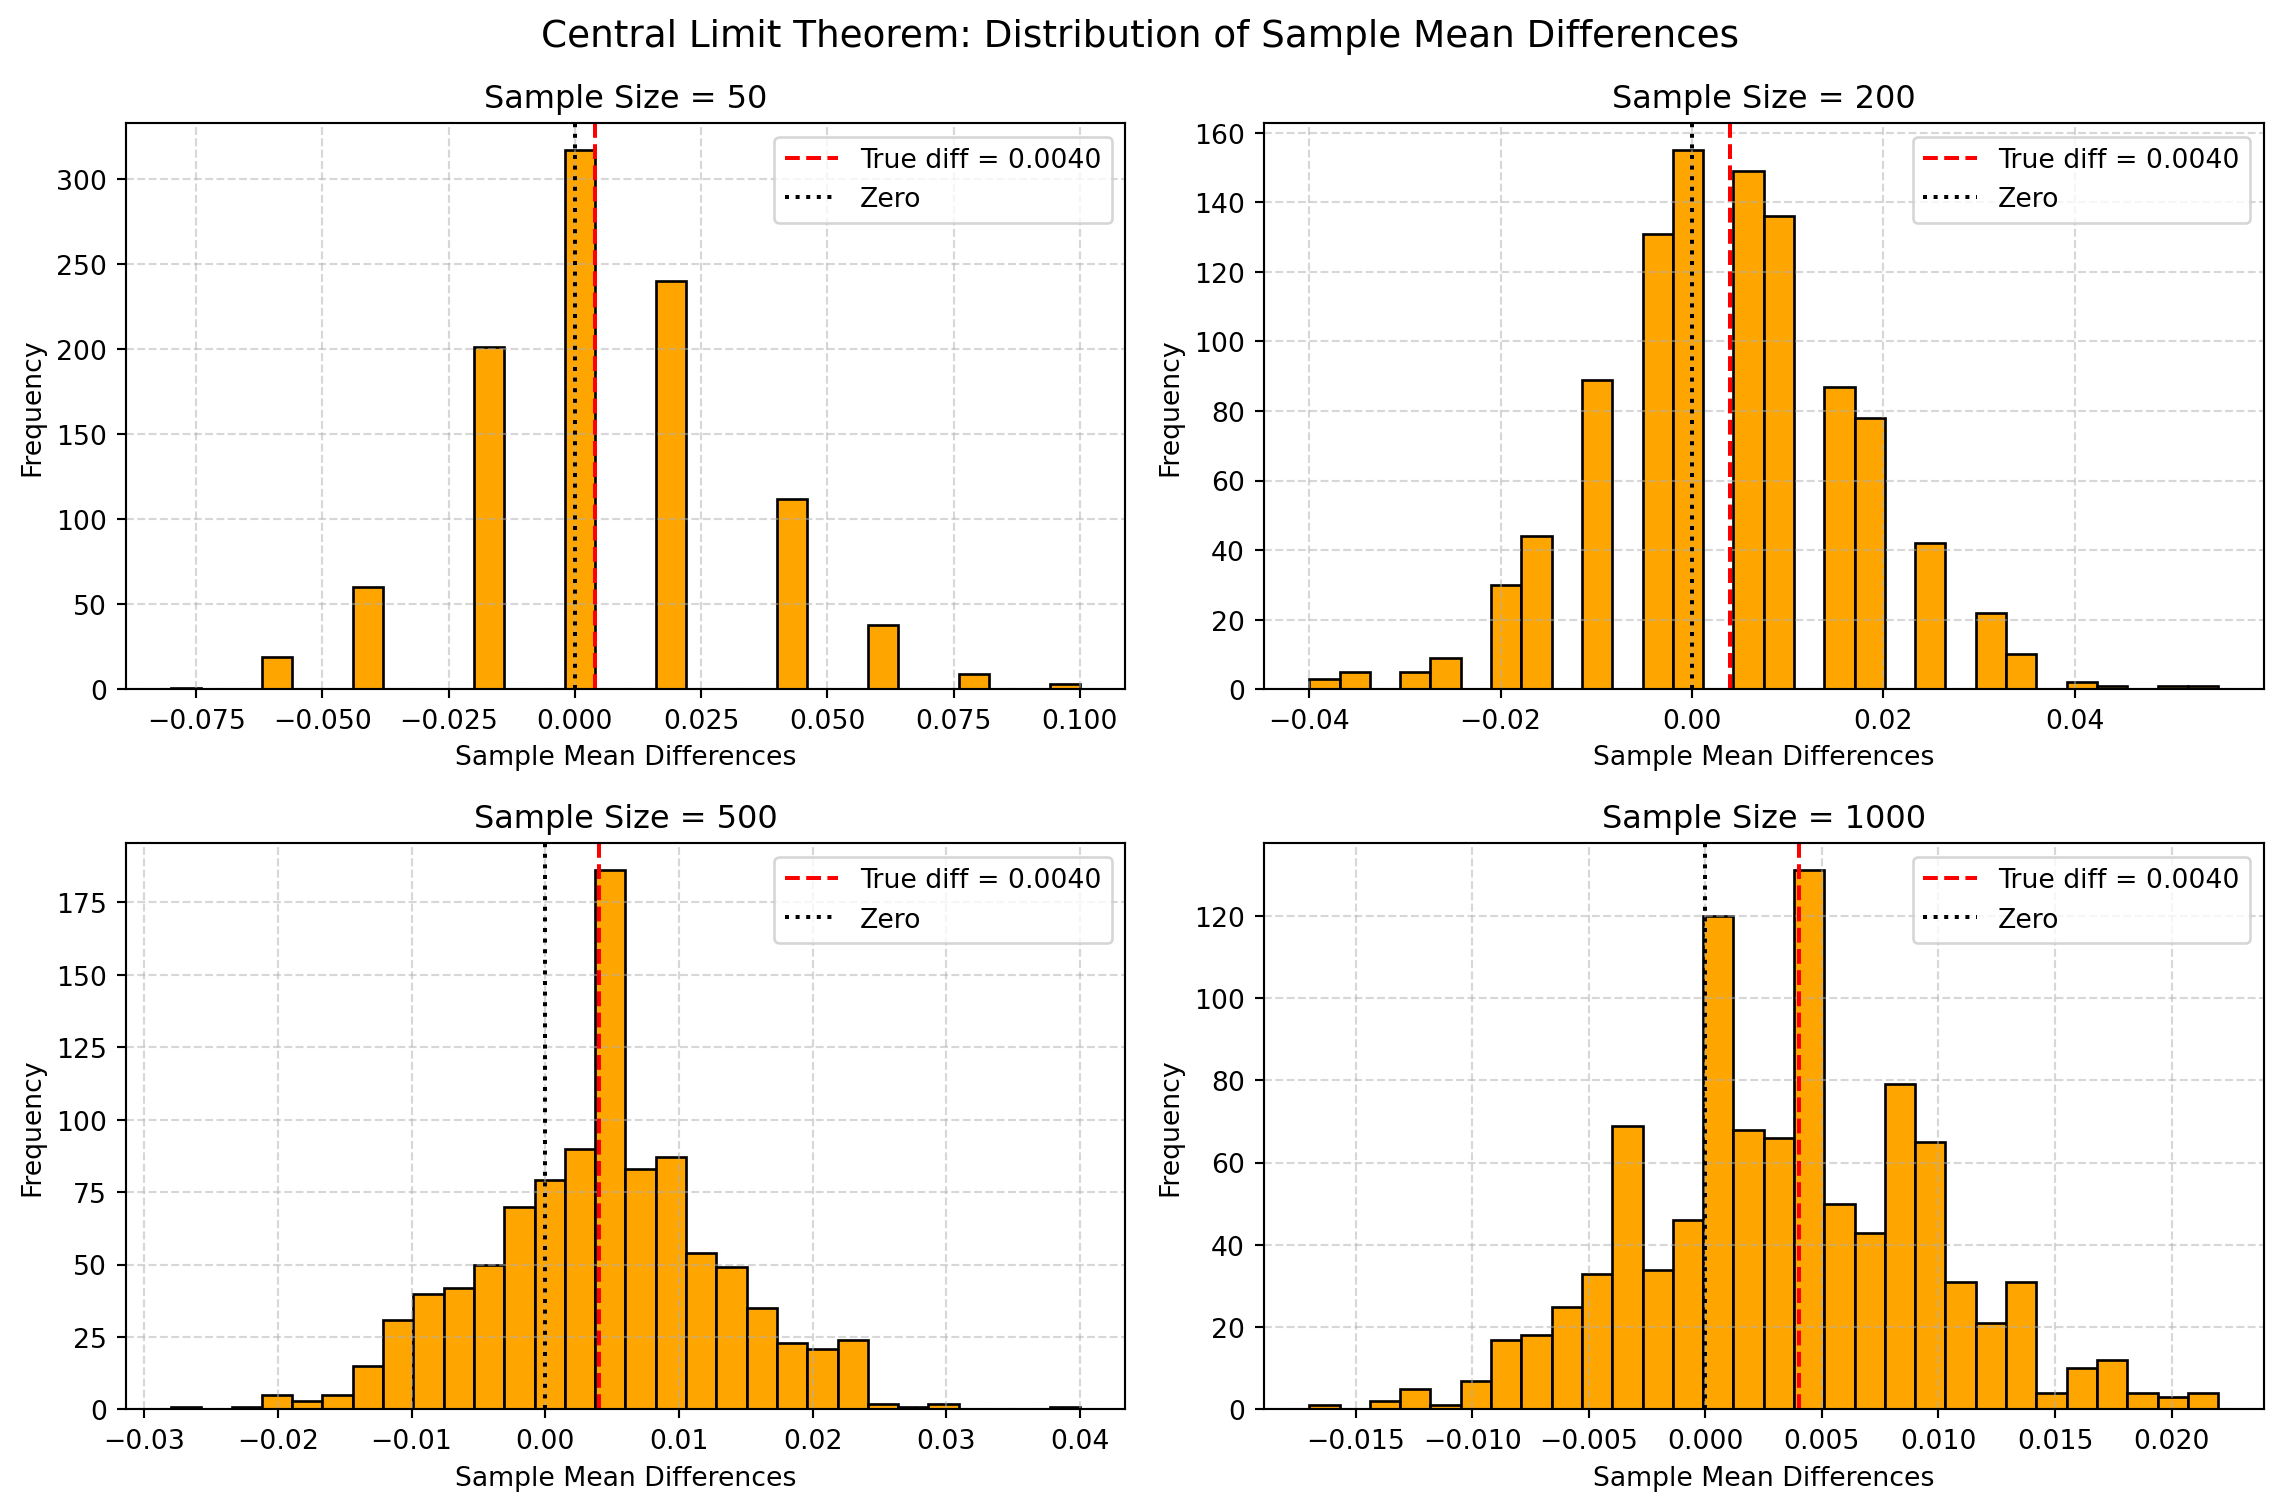 Central Limit Theorem: Distribution of Sample Mean Differences
Sample Size = 50
True diff = 0.0040
Zero
Frequency
300
250
200
150
100
50
0
−0.075 −0.050 −0.025 0.000 0.025 0.050 0.075 0.100
Sample Mean Differences
Sample Size = 200
True diff = 0.0040
Zero
Frequency
160
140
120
100
80
60
40
20
0
−0.04 −0.02 0.00 0.02 0.04
Sample Mean Differences
Sample Size = 500
True diff = 0.0040
Zero
Frequency
175
150
125
100
75
50
25
0
−0.03 −0.02 −0.01 0.00 0.01 0.02 0.03 0.04
Sample Mean Differences
Sample Size = 1000
True diff = 0.0040
Zero
Frequency
120
100
80
60
40
20
0
−0.015 −0.010 −0.005 0.000 0.005 0.010 0.015 0.020
Sample Mean Differences